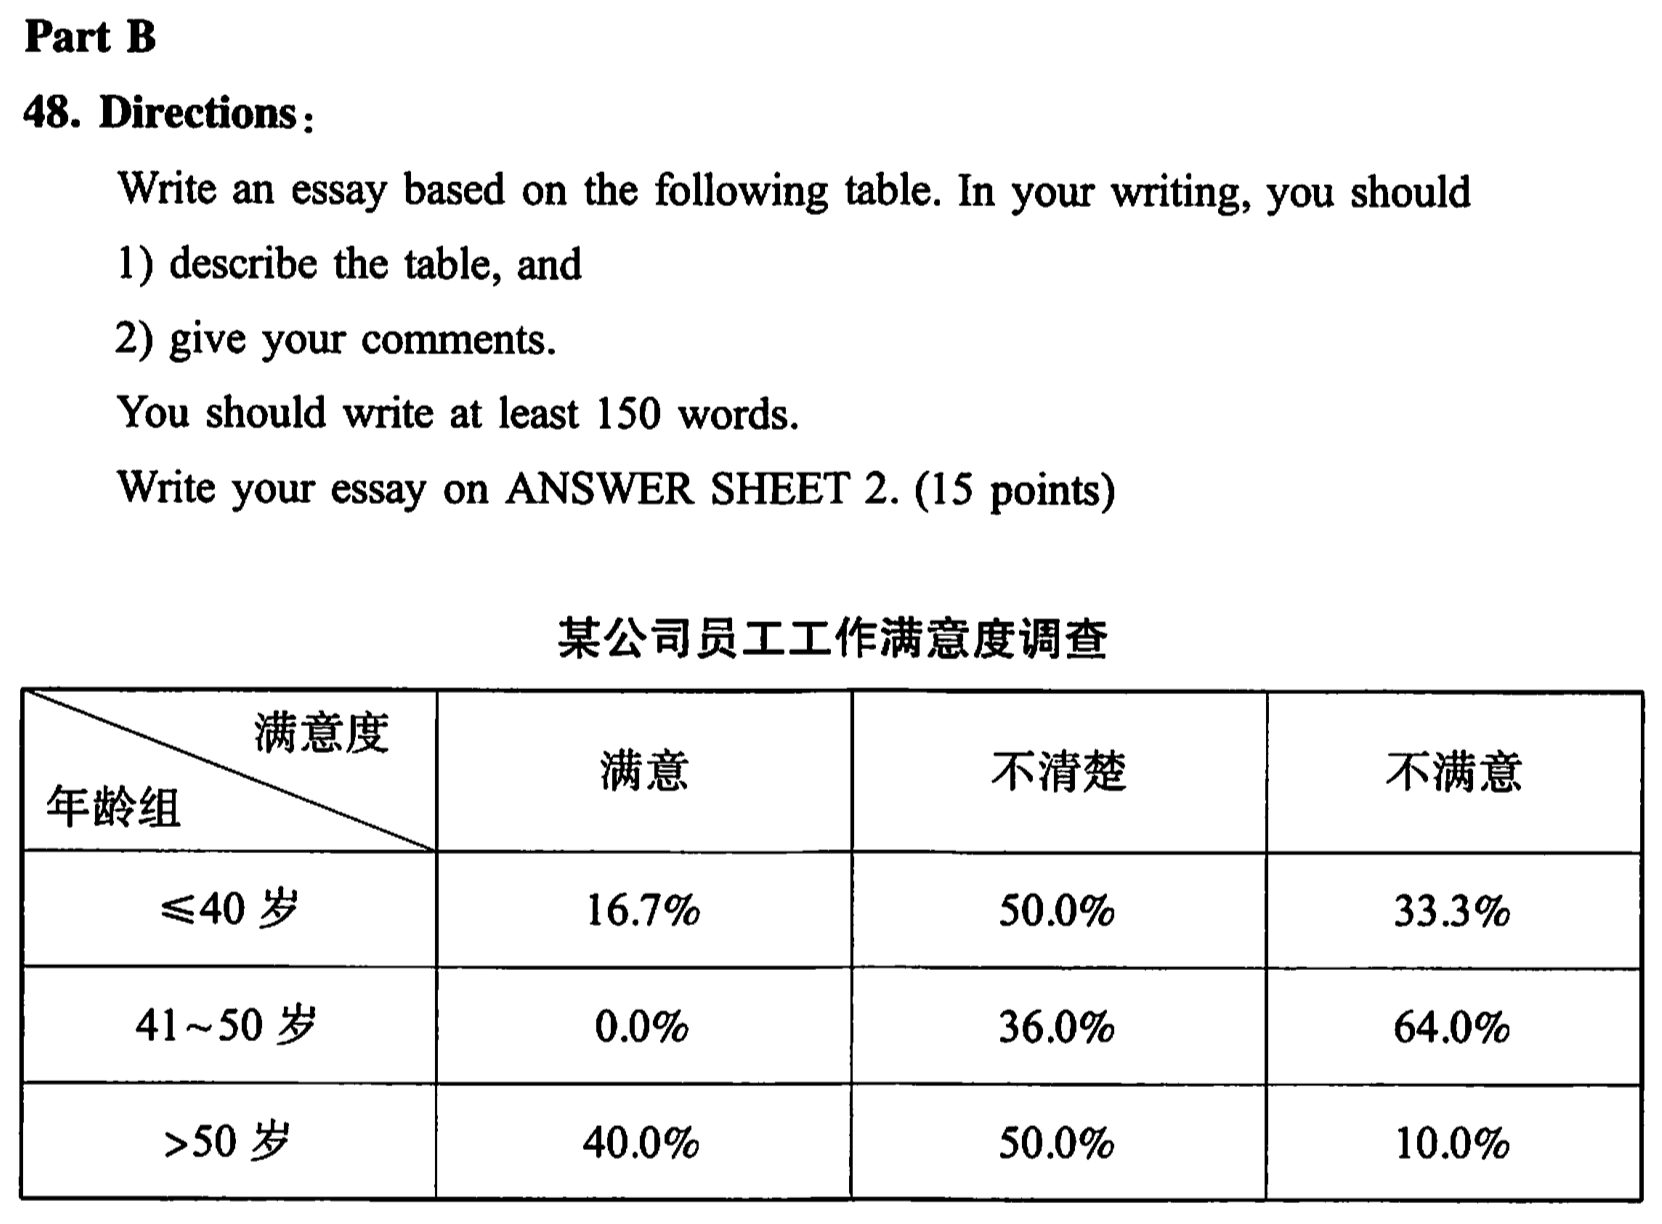 Part B
48. Directions:
Write an essay based on the following table. In your writing, you should
1) describe the table, and
2) give your comments.
You should write at least 150 words.
Write your essay on ANSWER SHEET 2. (15 points)
某公司员工工作满意度调查
满意度
年龄组
满意 不清楚 不满意
≤40 岁 16.7% 50.0% 33.3%
41~50 岁 0.0% 36.0% 64.0%
>50 岁 40.0% 50.0% 10.0%